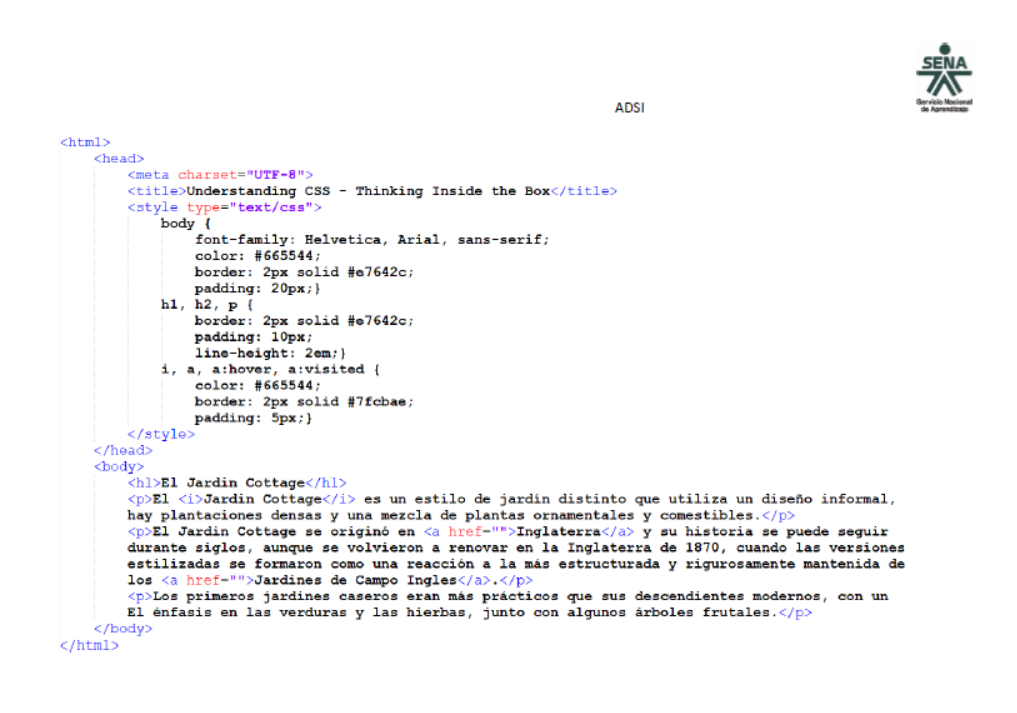 SENA
Servicio Nacional
de Aprendizaje
ADSI
<html>
<head>
<meta charset="UTF-8">
<title>Understanding CSS - Thinking Inside the Box</title>
<style type="text/css">
body {
font-family: Helvetica, Arial, sans-serif;
color: #665544;
border: 2px solid #e7642c;
padding: 20px;}
h1, h2, p {
border: 2px solid #e7642c;
padding: 10px;
line-height: 2em;}
i, a, a:hover, a:visited {
color: #665544;
border: 2px solid #7fcbae;
padding: 5px;}
</style>
</head>
<body>
<h1>El Jardin Cottage</h1>
<p>El <i>Jardin Cottage</i> es un estilo de jardín distinto que utiliza un diseño informal,
hay plantaciones densas y una mezcla de plantas ornamentales y comestibles.</p>
<p>El Jardin Cottage se originó en <a href="">Inglaterra</a> y su historia se puede seguir
durante siglos, aunque se volvieron a renovar en la Inglaterra de 1870, cuando las versiones
estilizadas se formaron como una reacción a la más estructurada y rigurosamente mantenida de
los <a href="">Jardines de Campo Ingles</a>.</p>
<p>Los primeros jardines caseros eran más prácticos que sus descendientes modernos, con un
El énfasis en las verduras y las hierbas, junto con algunos árboles frutales.</p>
</body>
</html>